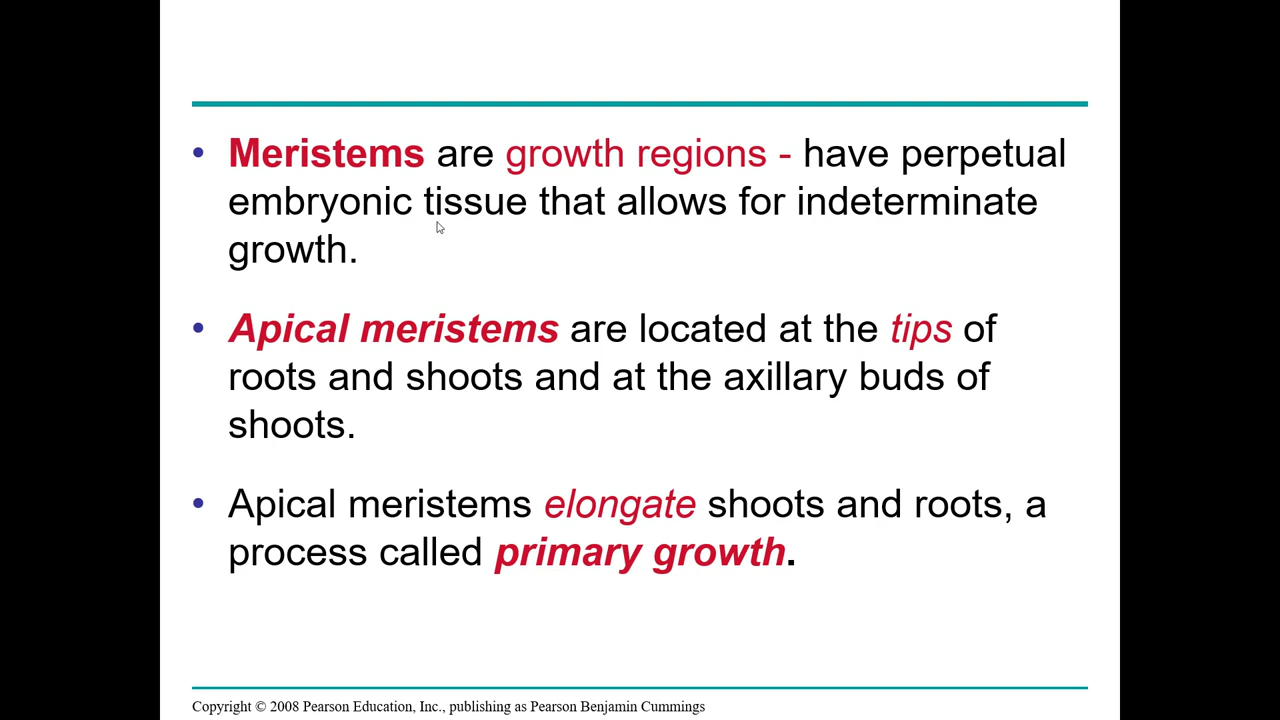 • Meristems are growth regions - have perpetual
embryonic tissue that allows for indeterminate
growth.
• Apical meristems are located at the tips of
roots and shoots and at the axillary buds of
shoots.
• Apical meristems elongate shoots and roots, a
process called primary growth.
Copyright © 2008 Pearson Education, Inc., publishing as Pearson Benjamin Cummings